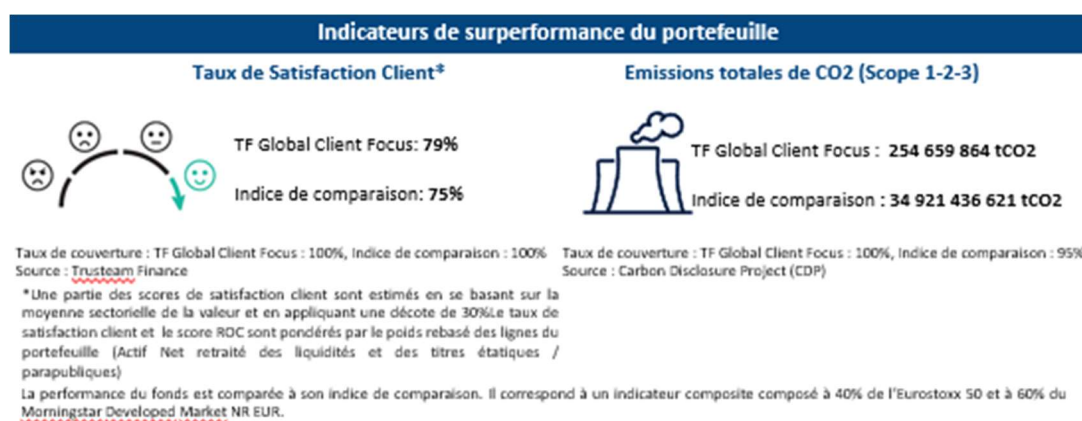 Indicateurs de surperformance du portefeuille
Taux de Satisfaction Client*
TF Global Client Focus: 79%
Indice de comparaison: 75%
Taux de couverture : TF Global Client Focus : 100%, Indice de comparaison : 100%
Source : Trusteam Finance
*Une partie des scores de satisfaction client sont estimés en se basant sur la
moyenne sectorielle de la valeur et en appliquant une décote de 30%Le taux de
satisfaction client et le score ROC sont pondérés par le poids rebasé des lignes du
portefeuille (Actif Net retraité des liquidités et des titres étatiques /
parapubliques)
Emissions totales de CO2 (Scope 1-2-3)
TF Global Client Focus : 254 659 864 tCO2
Indice de comparaison : 34 921 436 621 tCO2
Taux de couverture : TF Global Client Focus : 100%, Indice de comparaison : 95%
Source : Carbon Disclosure Project (CDP)
La performance du fonds est comparée à son indice de comparaison. Il correspond à un indicateur composite composé à 40% de l'Eurostoxx 50 et à 60% du
Morningstar Developed Market NR EUR.